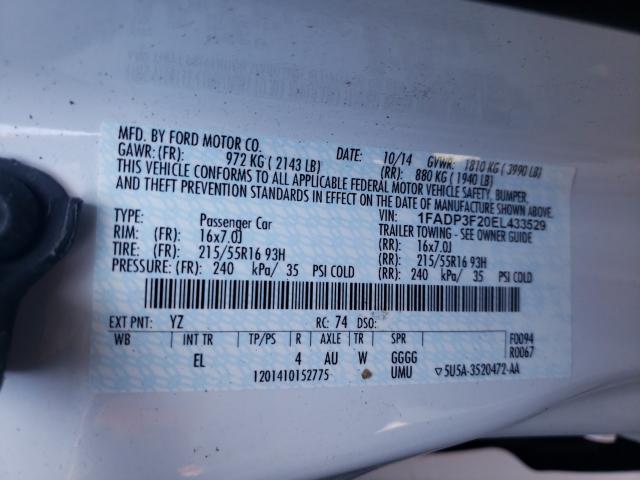 MFD. BY FORD MOTOR CO.
DATE: 10/14 GVWR: 1810 KG ( 3990 LB)
GAWR: (FR): 972 KG ( 2143 LB) (RR): 880 KG ( 1940 LB)
THIS VEHICLE CONFORMS TO ALL APPLICABLE FEDERAL MOTOR VEHICLE SAFETY, BUMPER,
AND THEFT PREVENTION STANDARDS IN EFFECT ON THE DATE OF MANUFACTURE SHOWN ABOVE.
VIN: 1FADP3F20EL433529
TYPE: Passenger Car TRAILER TOWING - SEE OWNER GUIDE
RIM: (FR): 16x7.0J (RR): 16x7.0J
TIRE: (FR): 215/55R16 93H (RR): 215/55R16 93H
PRESSURE: (FR): 240 kPa/ 35 PSI COLD (RR): 240 kPa/ 35 PSI COLD
EXT PNT: YZ RC: 74 DSO:
WB INT TR TP/PS R AXLE TR SPR F0094
EL 4 AU W GGGG R0067
1201410152775 UMU ▽5U5A-3520472-AA